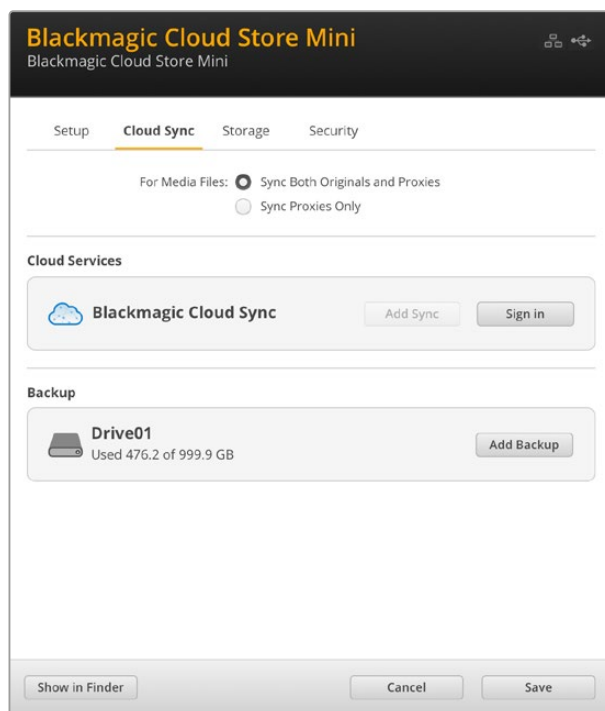 Blackmagic Cloud Store Mini
Blackmagic Cloud Store Mini
Setup Cloud Sync Storage Security
For Media Files: Sync Both Originals and Proxies
Sync Proxies Only
Cloud Services
Blackmagic Cloud Sync Add Sync Sign in
Backup
Drive01
Used 476.2 of 999.9 GB
Add Backup
Show in Finder Cancel Save